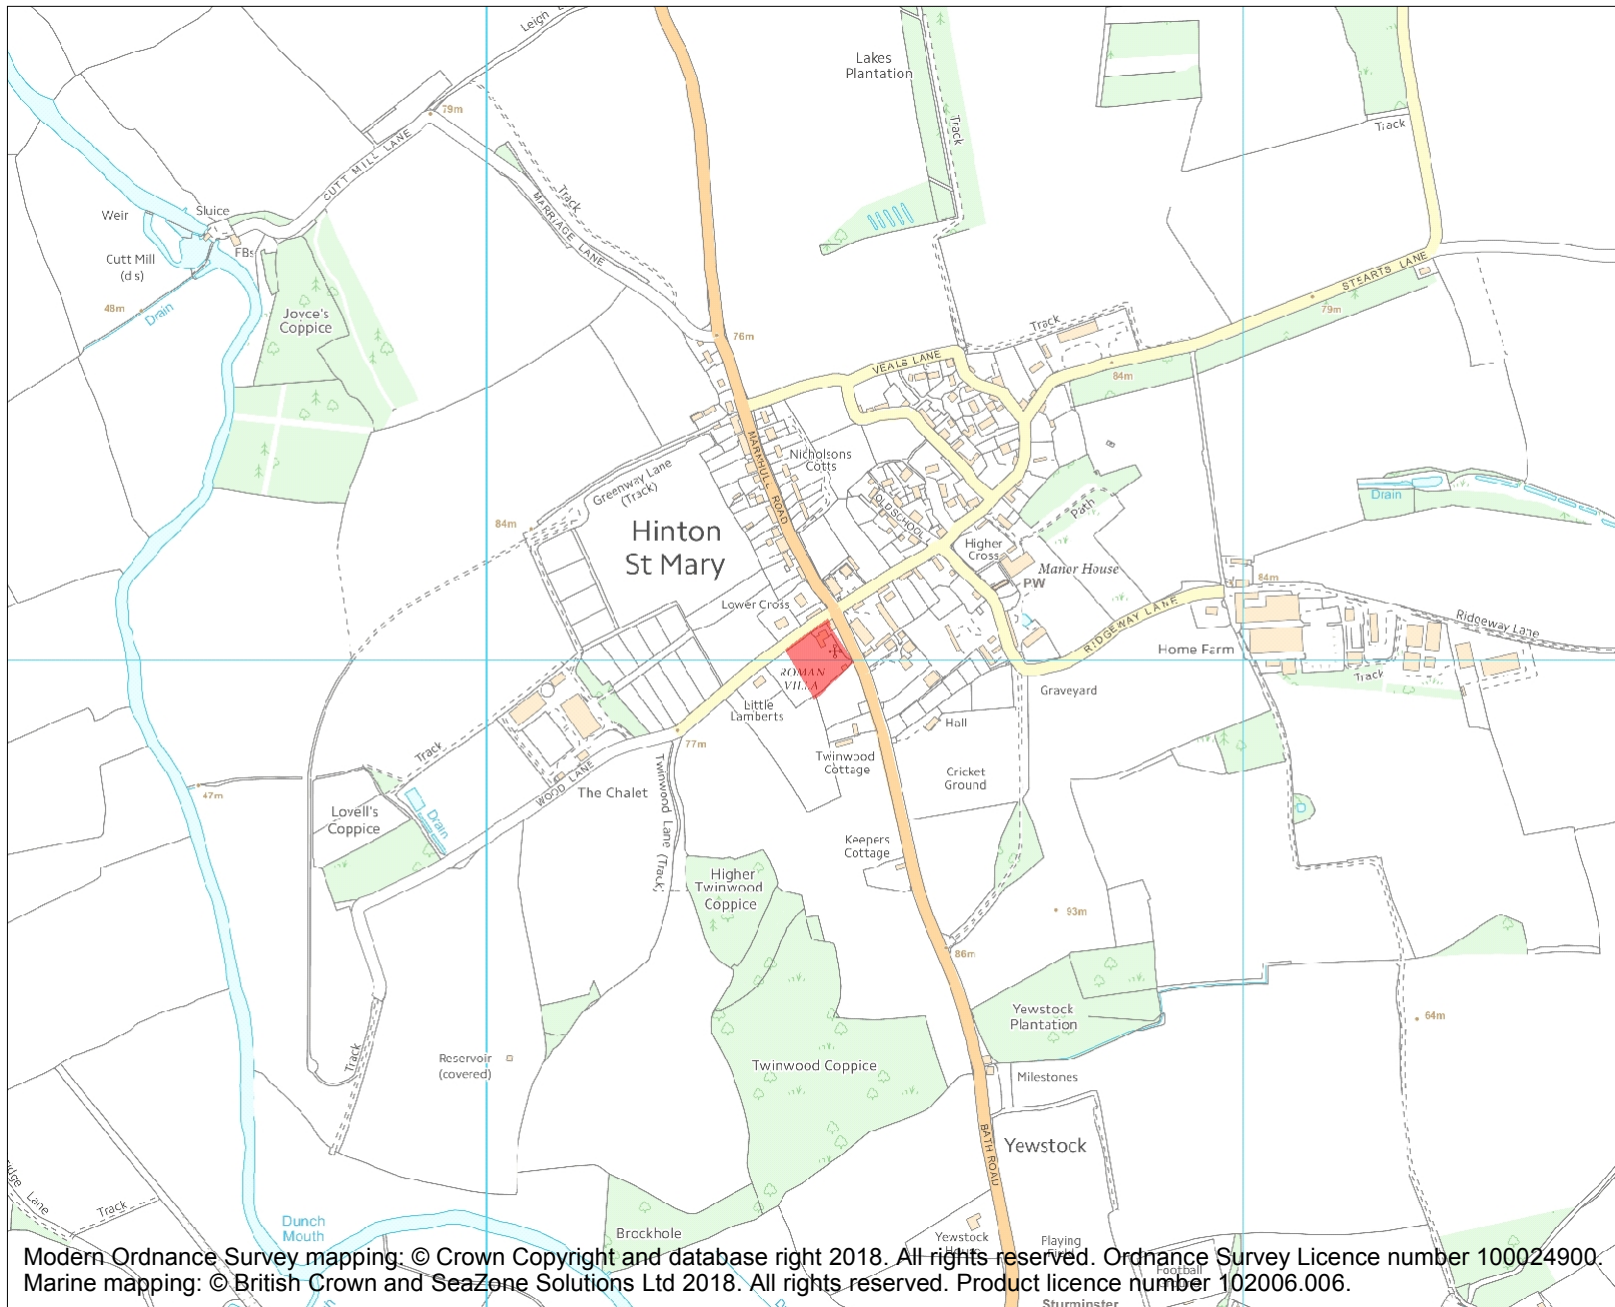 Leigh
Lakes
Plantation
79m
Track
Track
CUTT MILL LANE
Track
MARRIAGE LANE
Weir
Sluice
FBs
Cutt Mill
(dis)
48m
Drain
Joyce's
Coppice
STEARTS LANE
79m
76m
Track
VEALS LANE
84m
MARNHULL ROAD
Nicholsons
Cotts
Greenway Lane
(Track)
84m
OLD SCHOOL
Drain
Path
Hinton
St Mary
Higher
Cross
Manor House
PW
84m
Lower Cross
RIDGEWAY LANE
Ridgeway Lane
Home Farm
ROMAN
VILLA
Track
Graveyard
Little
Lamberts
Hall
77m
Track
Twinwood
Cottage
Cricket
Ground
WOOD LANE
The Chalet
Twinwood Lane (Track)
47m
Lovell's
Coppice
Drain
Keepers
Cottage
Higher
Twinwood
Coppice
93m
86m
Yewstock
Plantation
64m
Track
Reservoir
(covered)
Twinwood Coppice
Milestones
BATH ROAD
Yewstock
Lane
Track
Dunch
Mouth
Brockhole
Yewstock
House
Playing
Field
Modern Ordnance Survey mapping: © Crown Copyright and database right 2018. All rights reserved. Ordnance Survey Licence number 100024900.
Football
Marine mapping: © British Crown and SeaZone Solutions Ltd 2018. All rights reserved. Product licence number 102006.006.
Sturminster